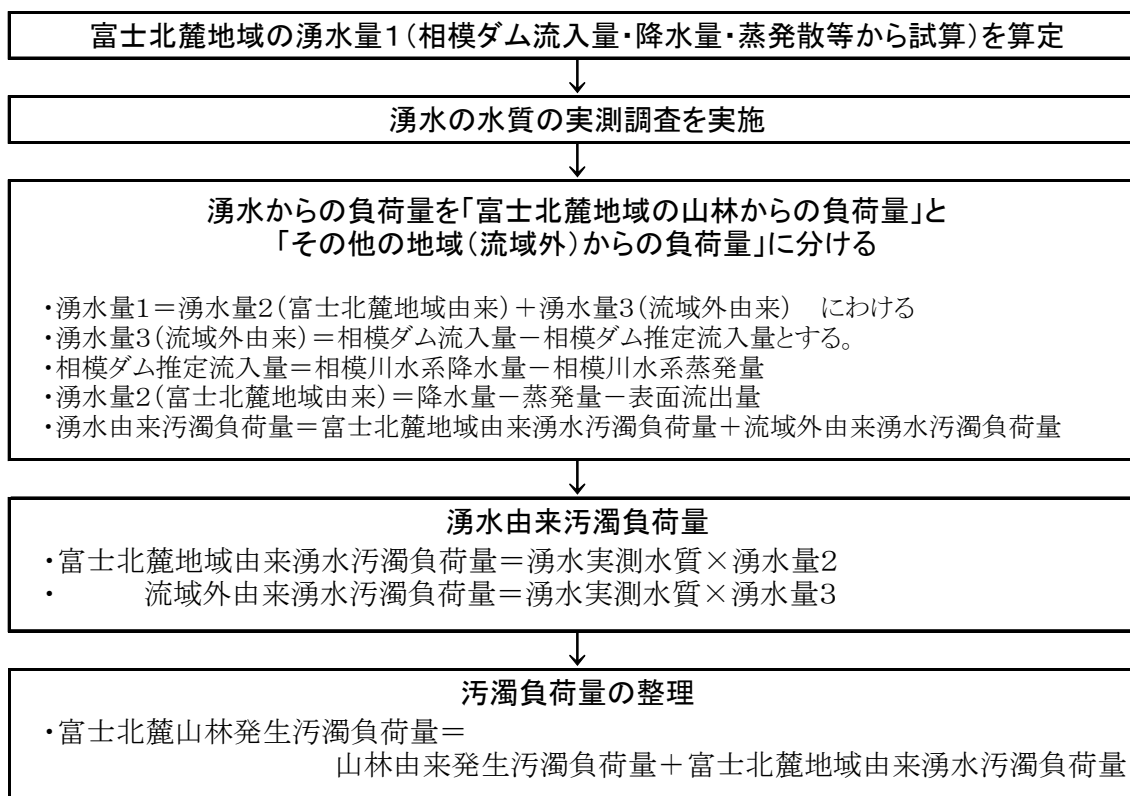 富士北麓地域の湧水量1（相模ダム流入量・降水量・蒸発散等から試算）を算定
湧水の水質の実測調査を実施
湧水からの負荷量を「富士北麓地域の山林からの負荷量」と
「その他の地域（流域外）からの負荷量」に分ける
・湧水量1＝湧水量2（富士北麓地域由来）＋湧水量3（流域外由来）　にわける
・湧水量3（流域外由来）＝相模ダム流入量－相模ダム推定流入量とする。
・相模ダム推定流入量＝相模川水系降水量－相模川水系蒸発量
・湧水量2（富士北麓地域由来）＝降水量－蒸発量－表面流出量
・湧水由来汚濁負荷量＝富士北麓地域由来湧水汚濁負荷量＋流域外由来湧水汚濁負荷量
湧水由来汚濁負荷量
・富士北麓地域由来湧水汚濁負荷量＝湧水実測水質×湧水量2
・　　　流域外由来湧水汚濁負荷量＝湧水実測水質×湧水量3
汚濁負荷量の整理
・富士北麓山林発生汚濁負荷量＝
山林由来発生汚濁負荷量＋富士北麓地域由来湧水汚濁負荷量